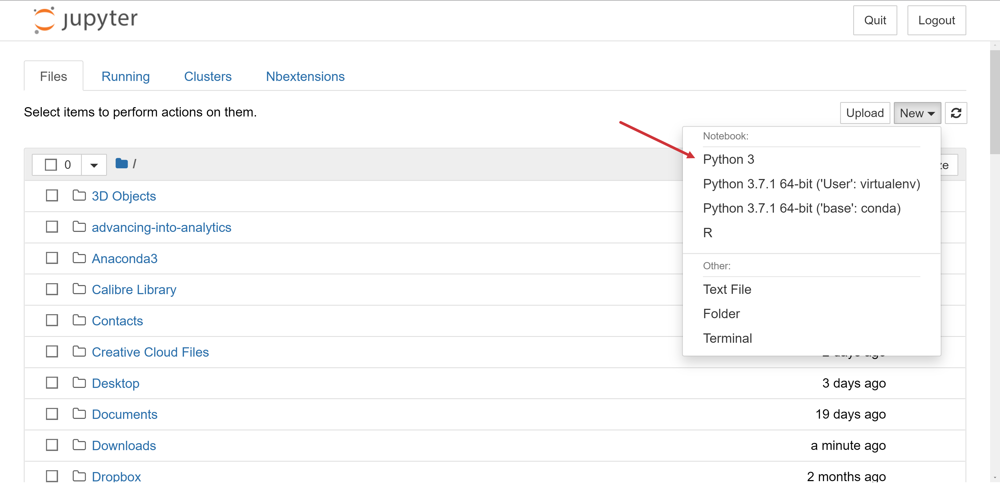 jupyter
Quit
Logout
Files
Running
Clusters
Nbextensions
Select items to perform actions on them.
Upload
New
Notebook:
Python 3
Python 3.7.1 64-bit ('User': virtualenv)
Python 3.7.1 64-bit ('base': conda)
R
Other:
Text File
Folder
Terminal
0
/
3D Objects
advancing-into-analytics
Anaconda3
Calibre Library
Contacts
Creative Cloud Files
Desktop
3 days ago
Documents
19 days ago
Downloads
a minute ago
Dropbox
2 months ago